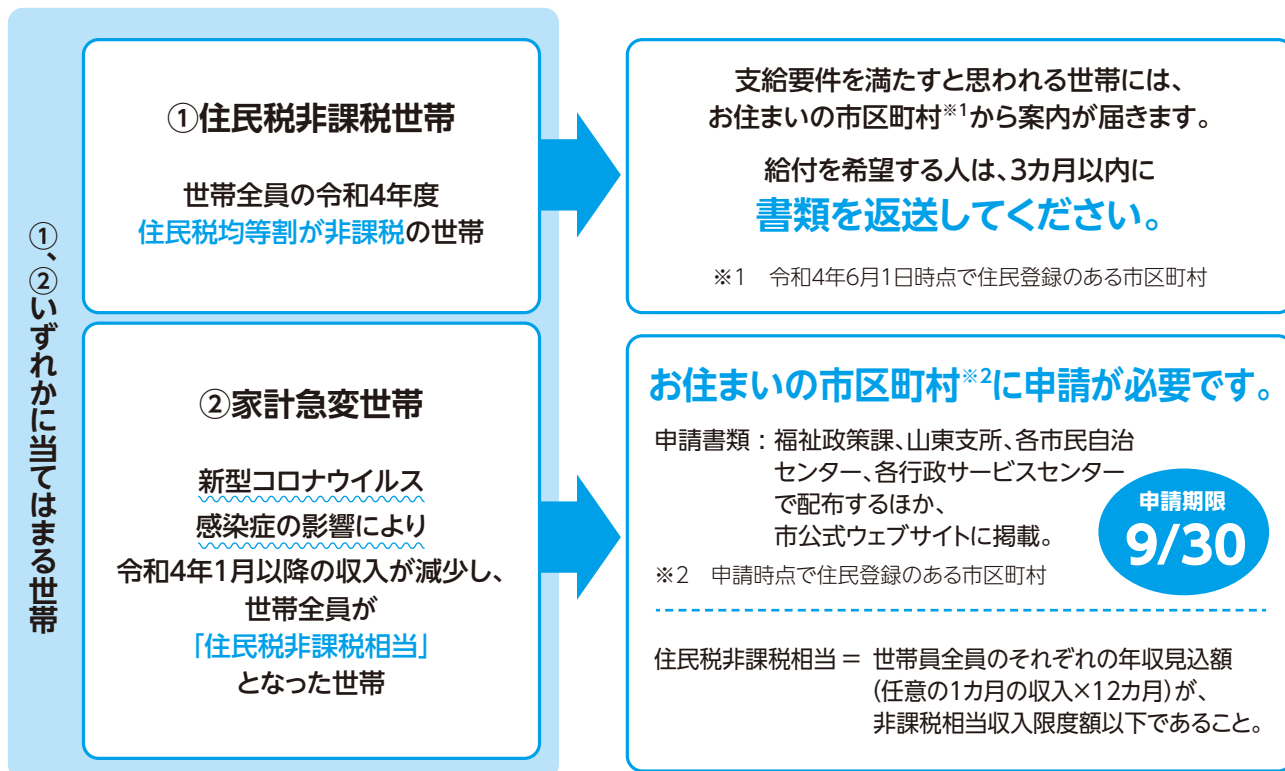 ①、②いずれかに当てはまる世帯
①住民税非課税世帯
世帯全員の令和4年度
住民税均等割が非課税の世帯
支給要件を満たすと思われる世帯には、
お住まいの市区町村※1から案内が届きます。
給付を希望する人は、3カ月以内に
書類を返送してください。
※1　令和4年6月1日時点で住民登録のある市区町村
②家計急変世帯
新型コロナウイルス
感染症の影響により
令和4年1月以降の収入が減少し、
世帯全員が
「住民税非課税相当」
となった世帯
お住まいの市区町村※2に申請が必要です。
申請書類：福祉政策課、山東支所、各市民自治
センター、各行政サービスセンター
で配布するほか、
市公式ウェブサイトに掲載。
※2　申請時点で住民登録のある市区町村
申請期限
9/30
住民税非課税相当＝ 世帯員全員のそれぞれの年収見込額
(任意の1カ月の収入×12カ月)が、
非課税相当収入限度額以下であること。